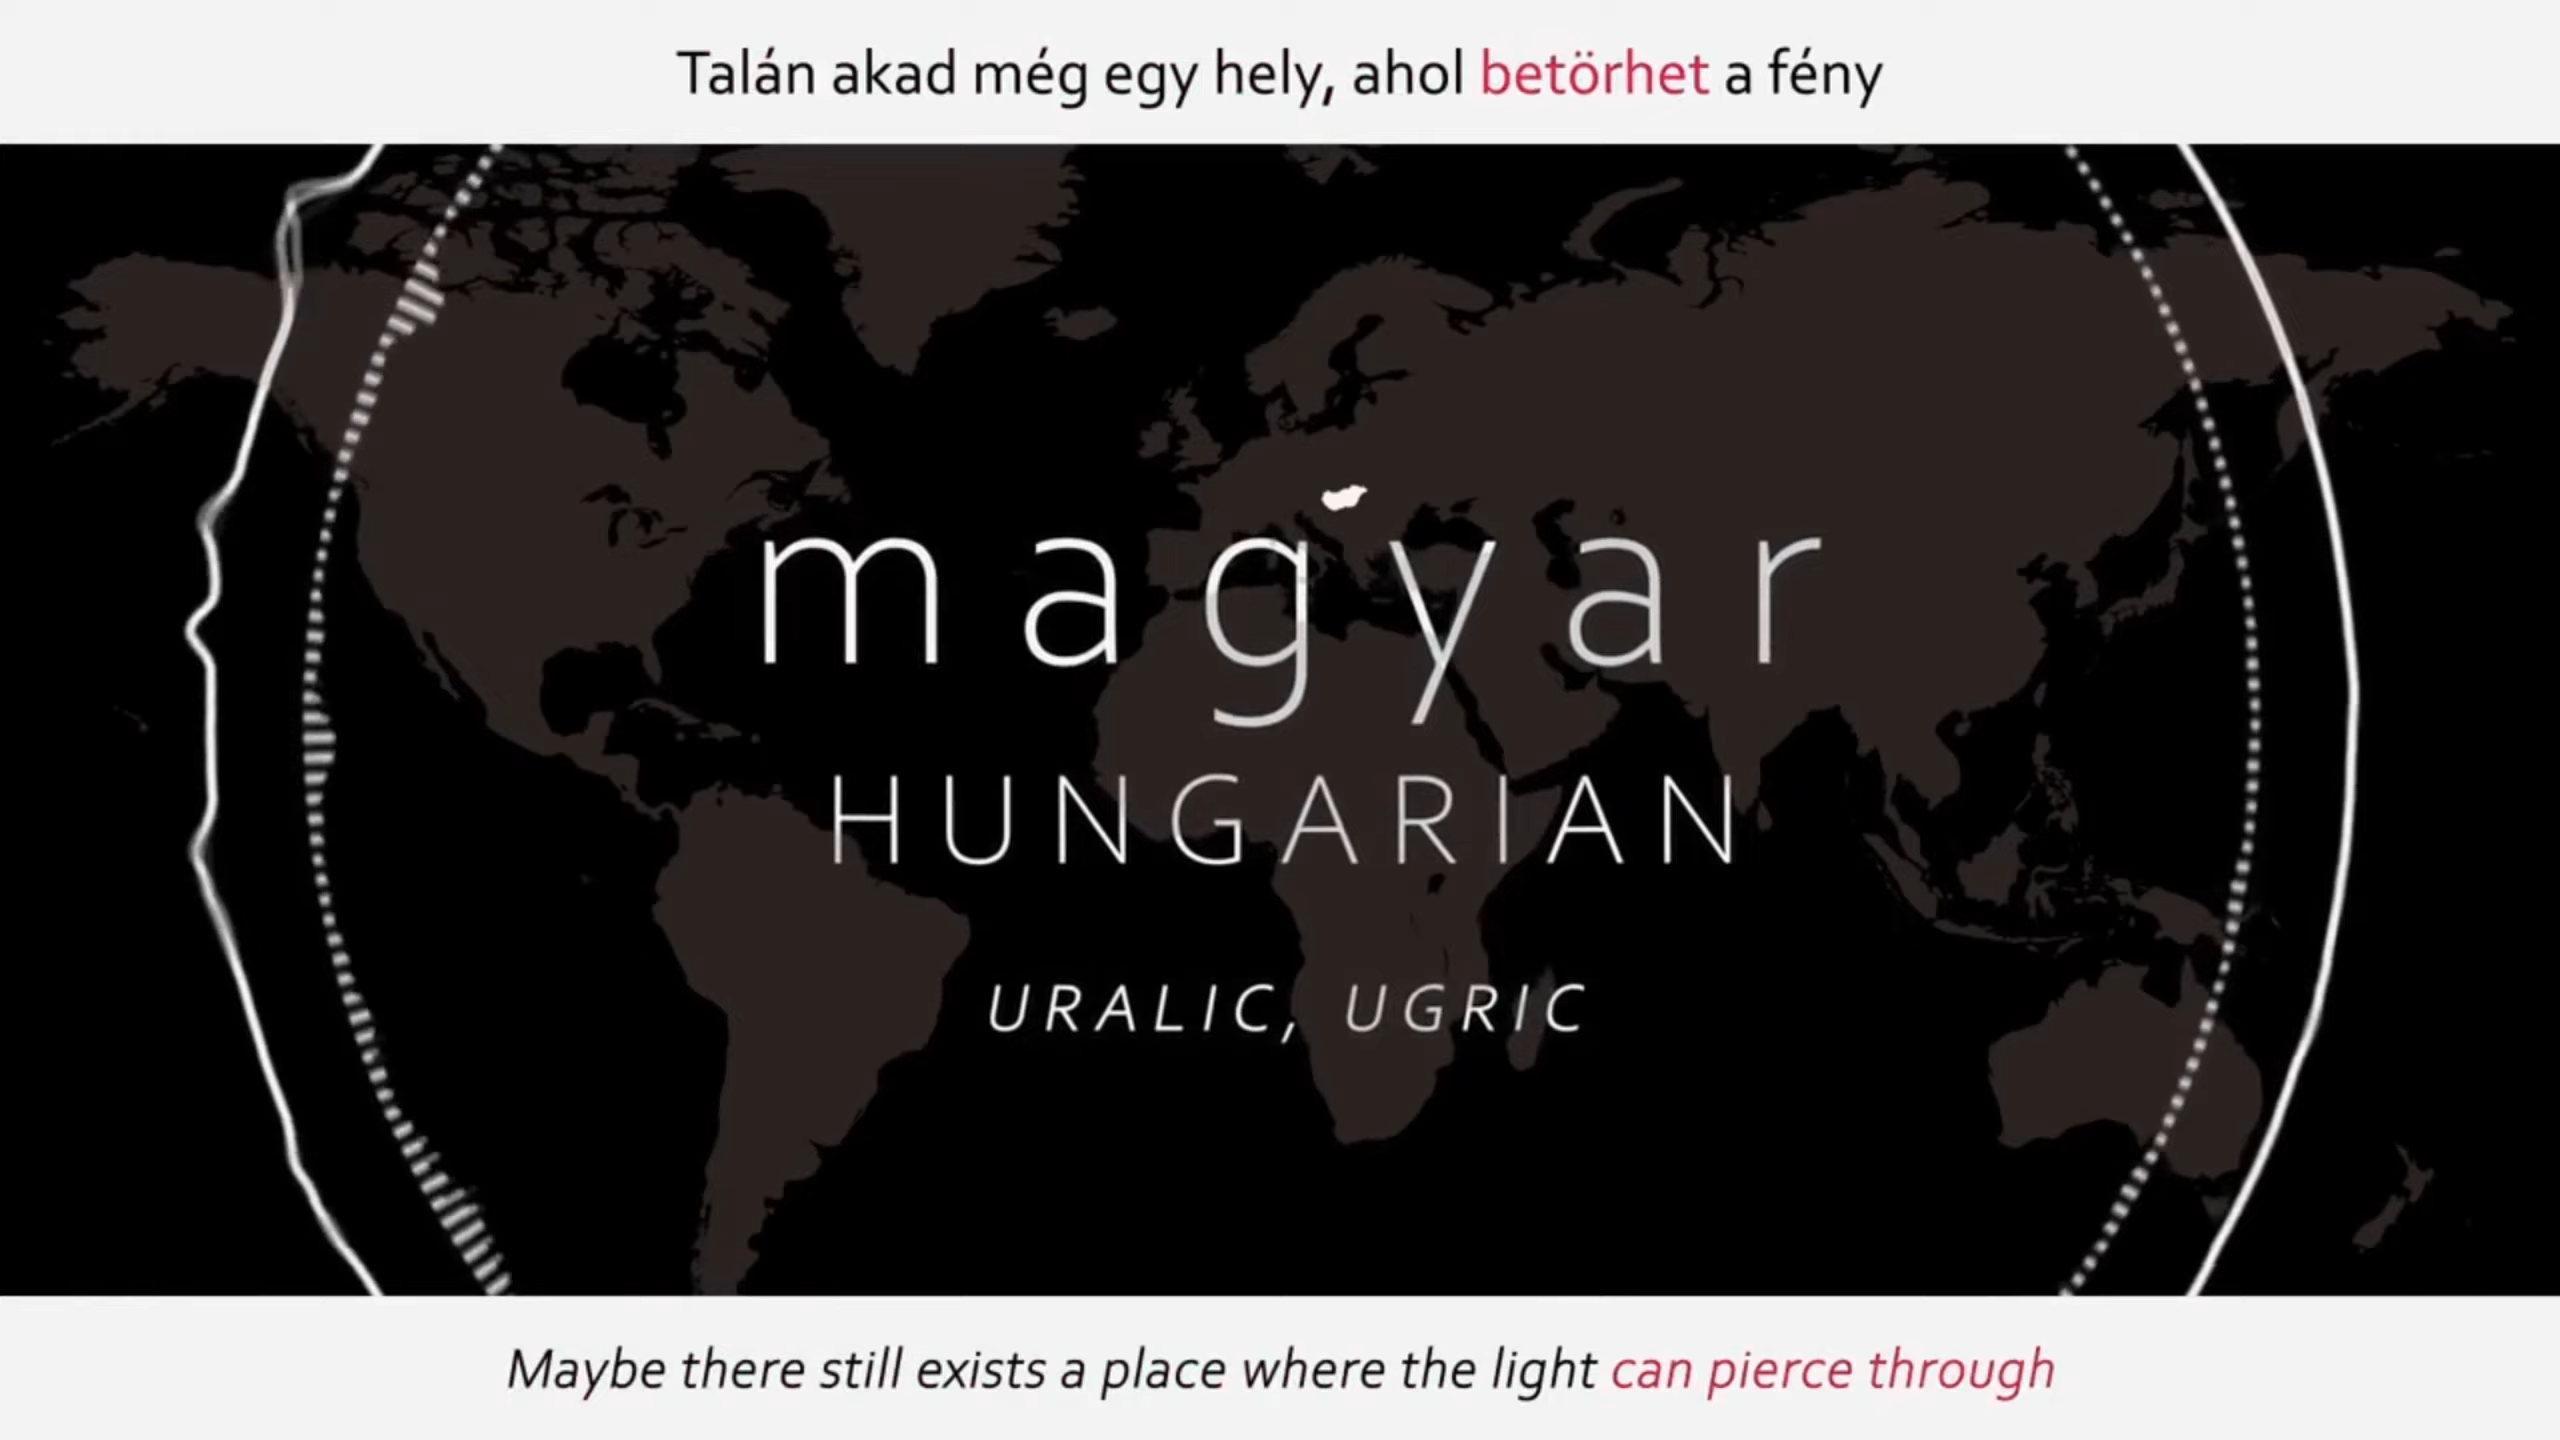 Talán akad még egy hely, ahol betörhet a fény
magyar
HUNGARIAN
URALIC, UGRIC
Maybe there still exists a place where the light can pierce through